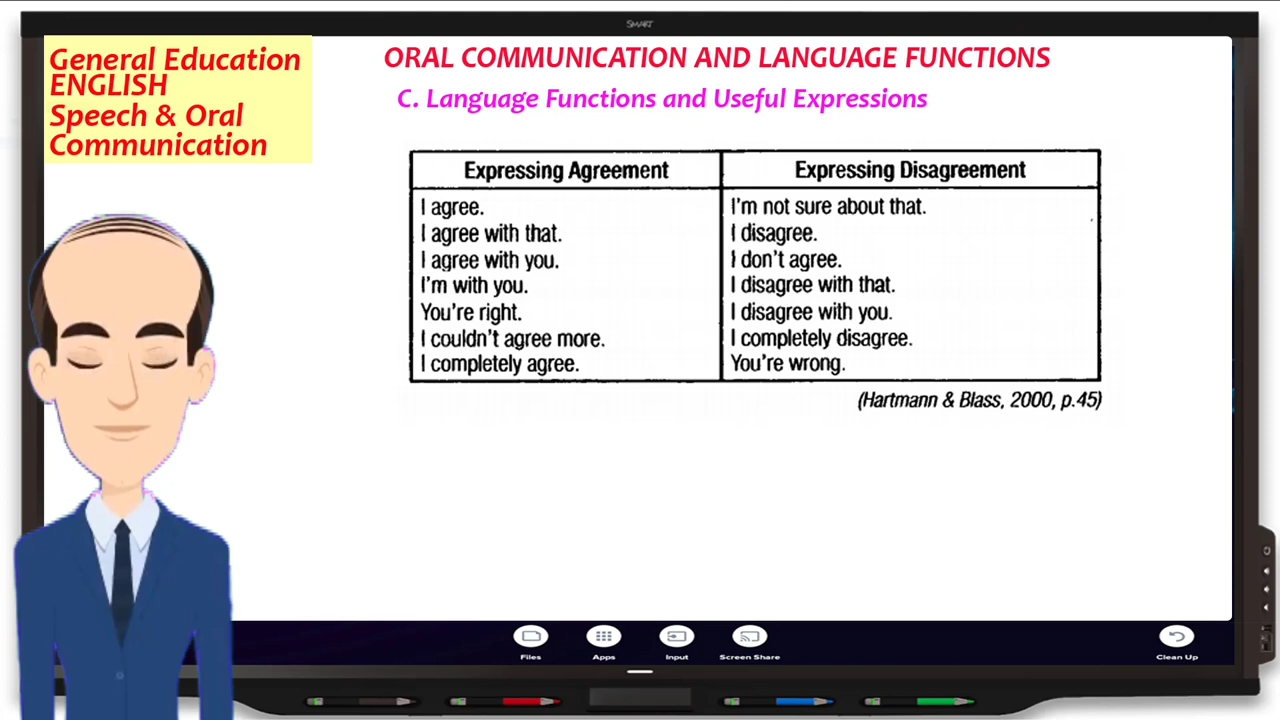 SMART
General Education
ENGLISH
Speech & Oral
Communication
ORAL COMMUNICATION AND LANGUAGE FUNCTIONS
C. Language Functions and Useful Expressions
Expressing Agreement
I agree.
I agree with that.
I agree with you.
I'm with you.
You're right.
I couldn't agree more.
I completely agree.
Expressing Disagreement
I'm not sure about that.
I disagree.
I don't agree.
I disagree with that.
I disagree with you.
I completely disagree.
You're wrong.
(Hartmann & Blass, 2000, p.45)
Files
Apps
Input
Screen Share
Clean Up